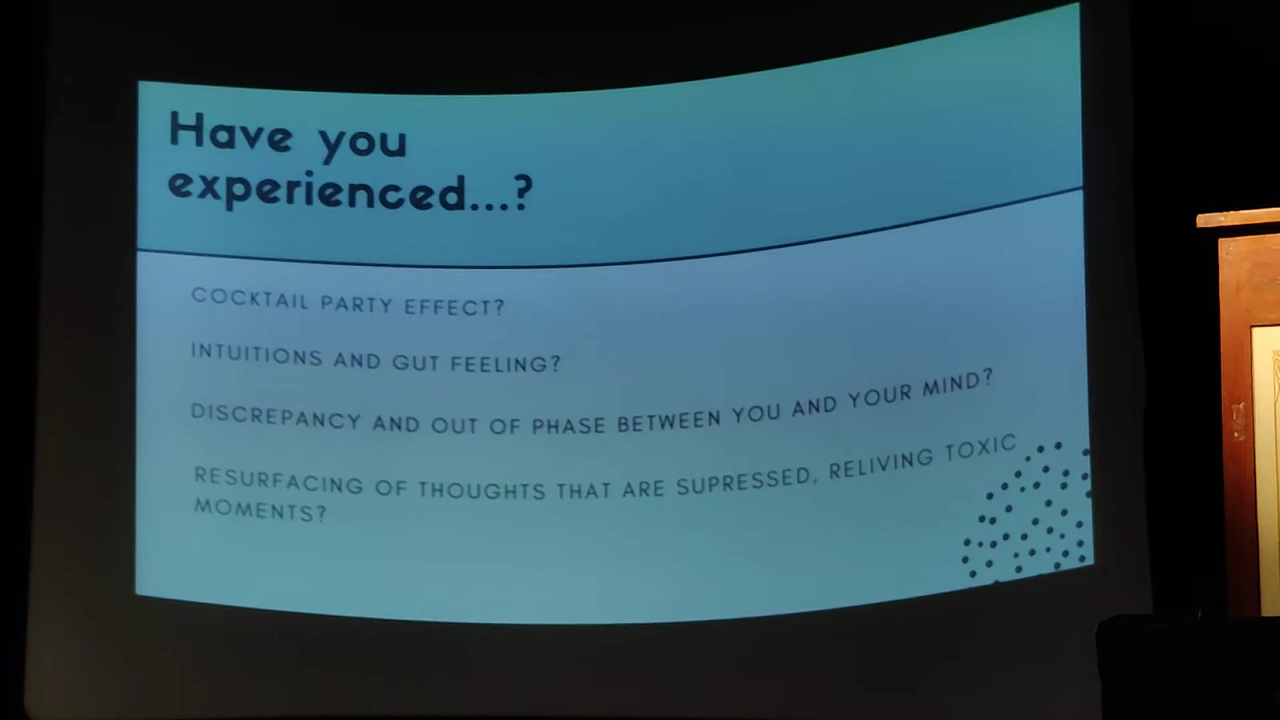 Have you
experienced...?
COCKTAIL PARTY EFFECT?
INTUITIONS AND GUT FEELING?
DISCREPANCY AND OUT OF PHASE BETWEEN YOU AND YOUR MIND?
RESURFACING OF THOUGHTS THAT ARE SUPRESSED, RELIVING TOXIC
MOMENTS?